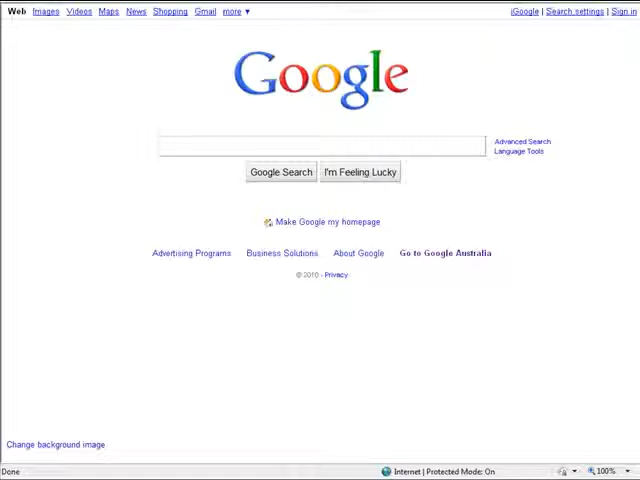 Web Images Videos Maps News Shopping Gmail more ▼ iGoogle | Search settings | Sign in
Google
Advanced Search
Language Tools
Google Search I'm Feeling Lucky
Make Google my homepage
Advertising Programs Business Solutions About Google Go to Google Australia
© 2010 - Privacy
Change background image
Done Internet | Protected Mode: On 100%